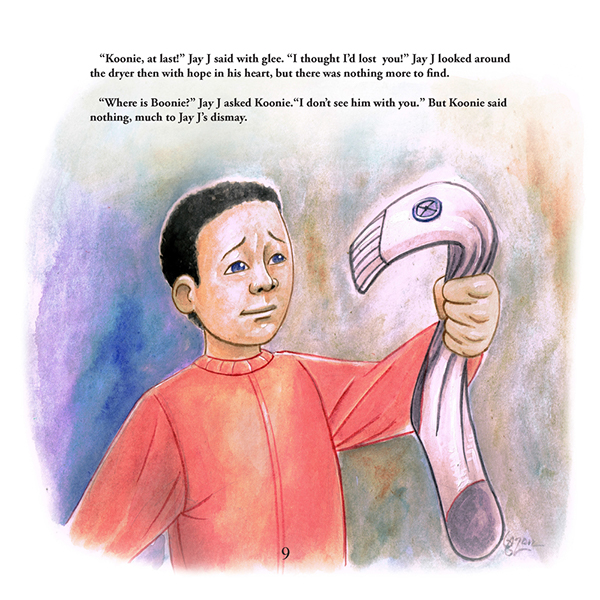 “Koonie, at last!” Jay J said with glee. “I thought I’d lost  you!” Jay J looked around
the dryer then with hope in his heart, but there was nothing more to find.
“Where is Boonie?” Jay J asked Koonie.“I don’t see him with you.” But Koonie said
nothing, much to Jay J’s dismay.
9